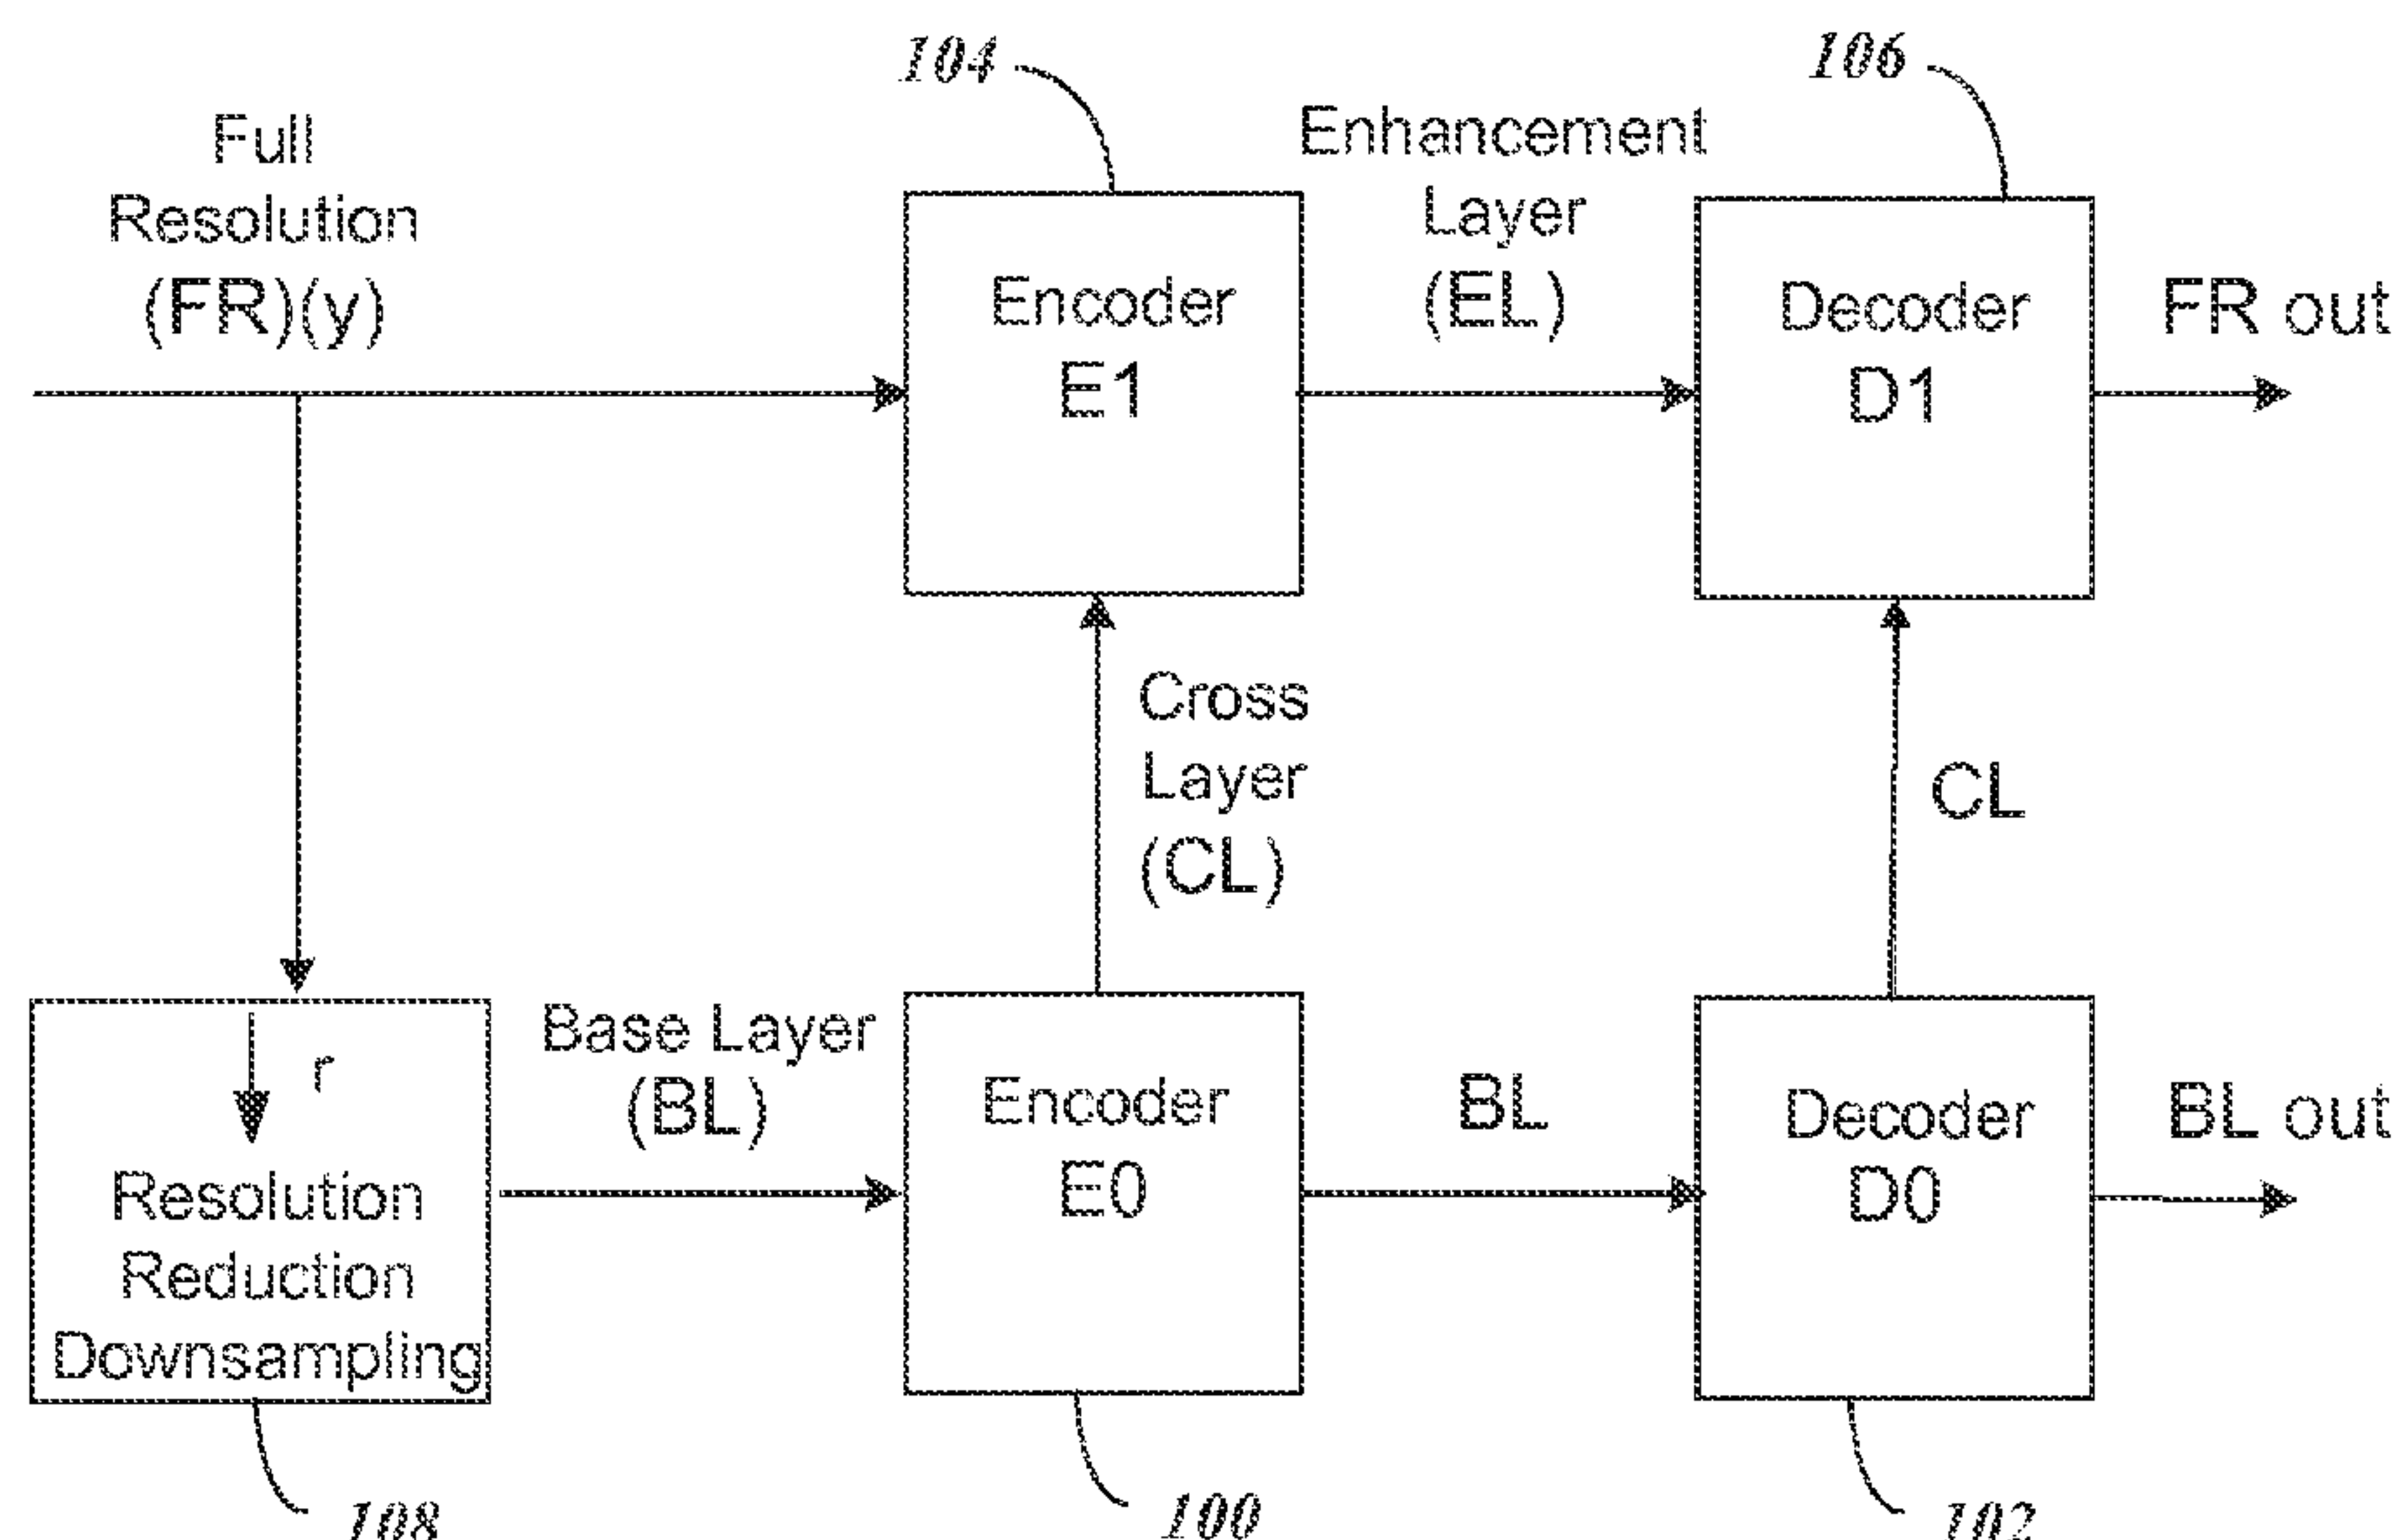 104
106
Full
Resolution
(FR)(y)
Enhancement
Layer
(EL)
Encoder
E1
Decoder
D1
FR out
Cross
Layer
(CL)
CL
r
Resolution
Reduction
Downsampling
Base Layer
(BL)
Encoder
E0
BL
Decoder
D0
BL out
108
100
102